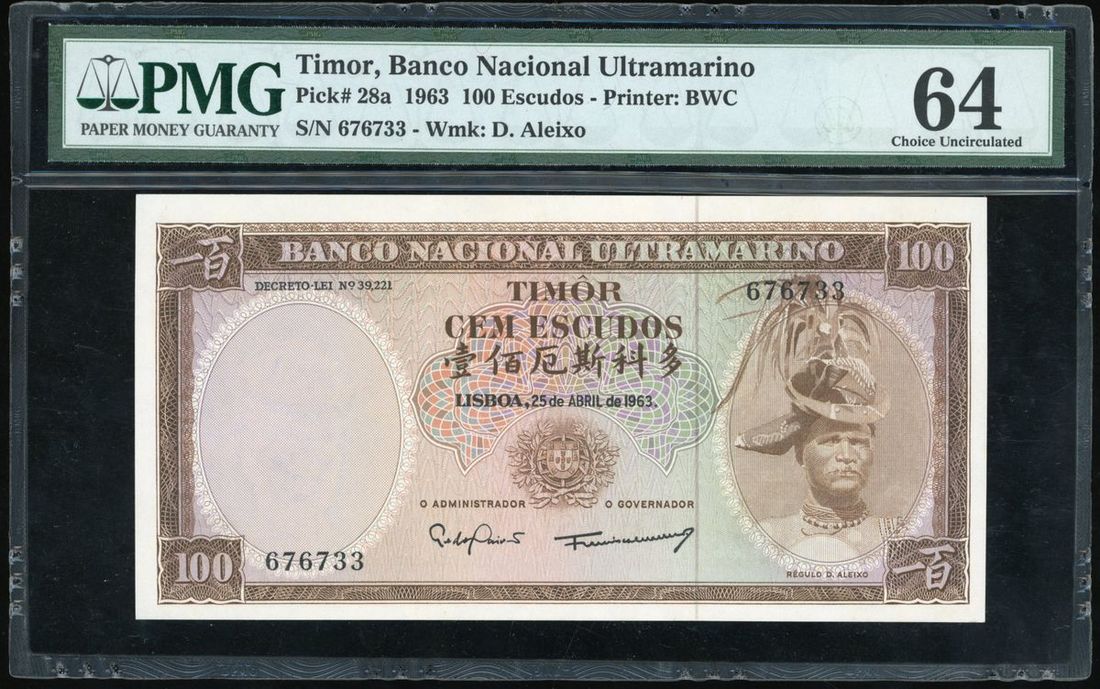 PMG
PAPER MONEY GUARANTY
Timor, Banco Nacional Ultramarino
Pick# 28a 1963 100 Escudos - Printer: BWC
S/N 676733 - Wmk: D. Aleixo
64
Choice Uncirculated
一百
BANCO NACIONAL ULTRAMARINO
100
DECRETO-LEI Nº 39,221
TIMÔR
676733
CEM ESCUDOS
壹佰厄斯科多
LISBOA, 25 de ABRIL de 1963.
O ADMINISTRADOR
O GOVERNADOR
676733
100
RÉGULO D. ALEIXO
一百